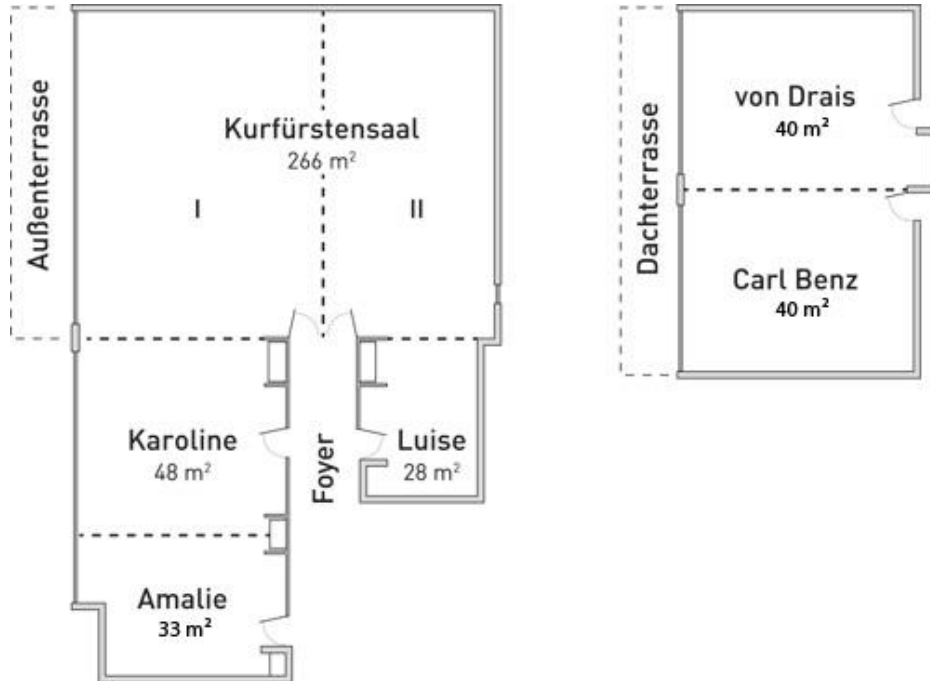 Außenterrasse
Kurfürstensaal
266 m²
I
II
Karoline
48 m²
Foyer
Luise
28 m²
Amalie
33 m²
Dachterrasse
von Drais
40 m²
Carl Benz
40 m²